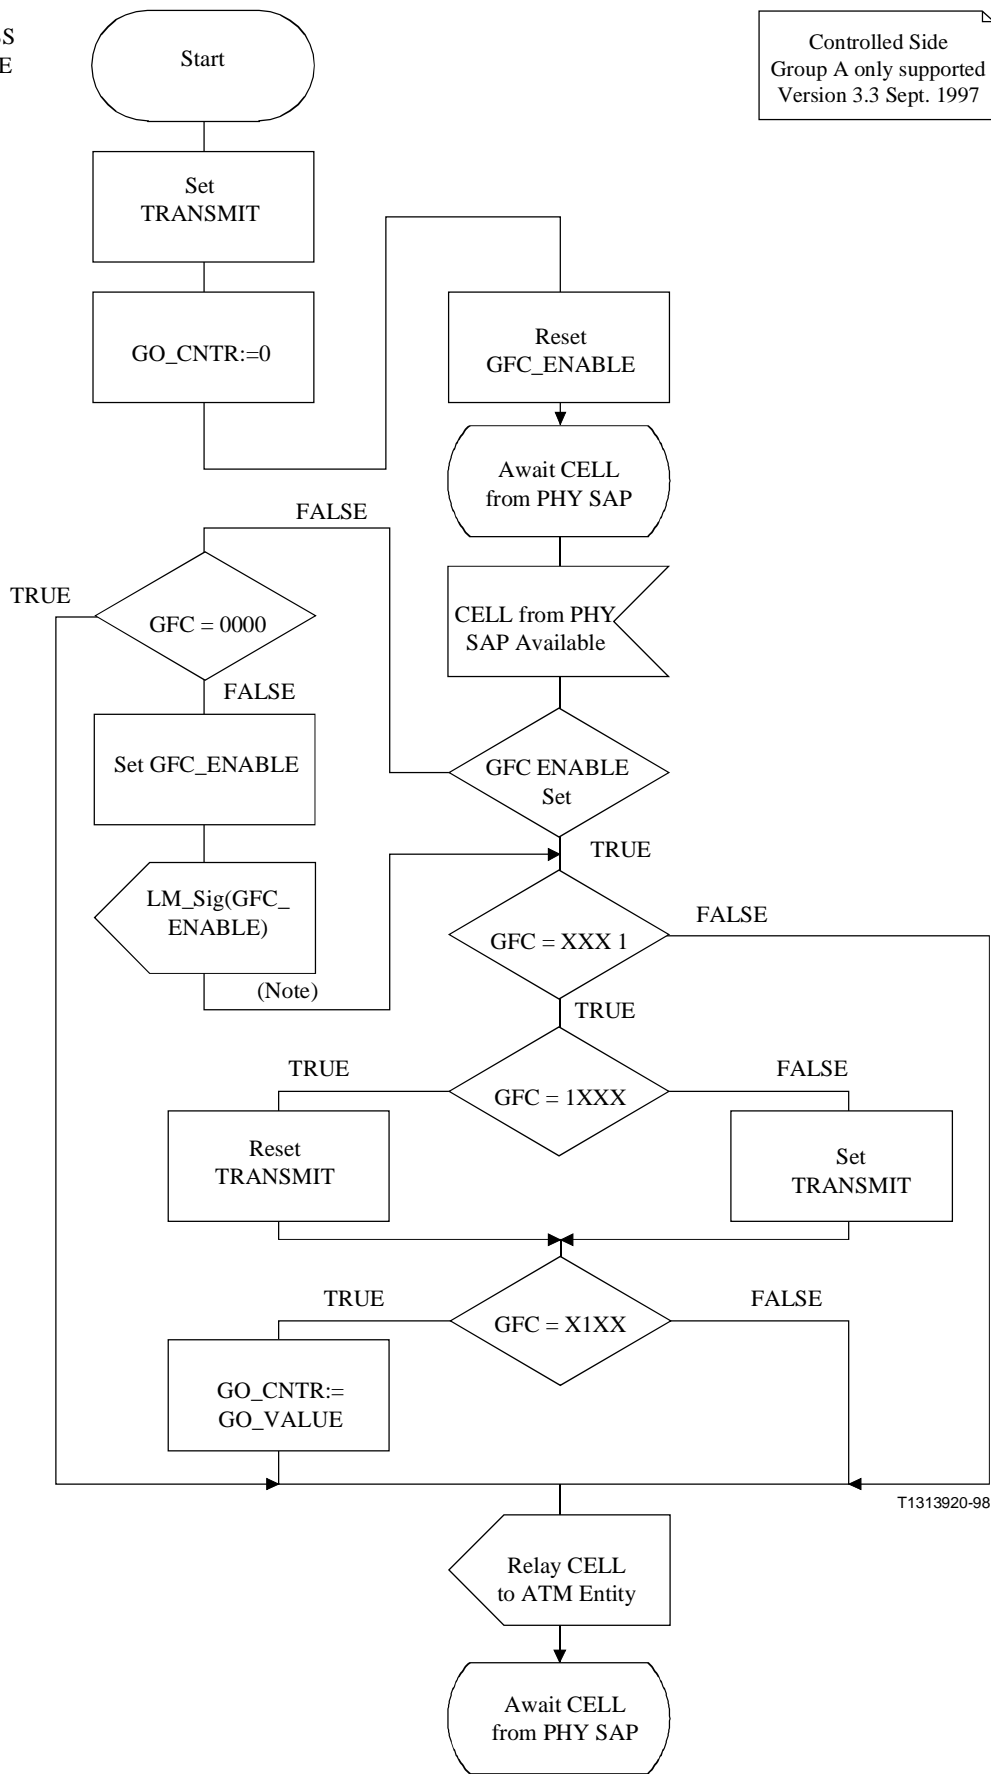 S
E
Start
Controlled Side
Group A only supported
Version 3.3 Sept. 1997
Set
TRANSMIT
GO_CNTR:=0
Reset
GFC_ENABLE
Await CELL
from PHY SAP
FALSE
TRUE
GFC = 0000
CELL from PHY
SAP Available
FALSE
Set GFC_ENABLE
GFC ENABLE
Set
TRUE
LM_Sig(GFC_
ENABLE)
FALSE
GFC = XXX 1
(Note)
TRUE
TRUE
FALSE
GFC = 1XXX
Reset
TRANSMIT
Set
TRANSMIT
TRUE
FALSE
GFC = X1XX
GO_CNTR:=
GO_VALUE
T1313920-98
Relay CELL
to ATM Entity
Await CELL
from PHY SAP